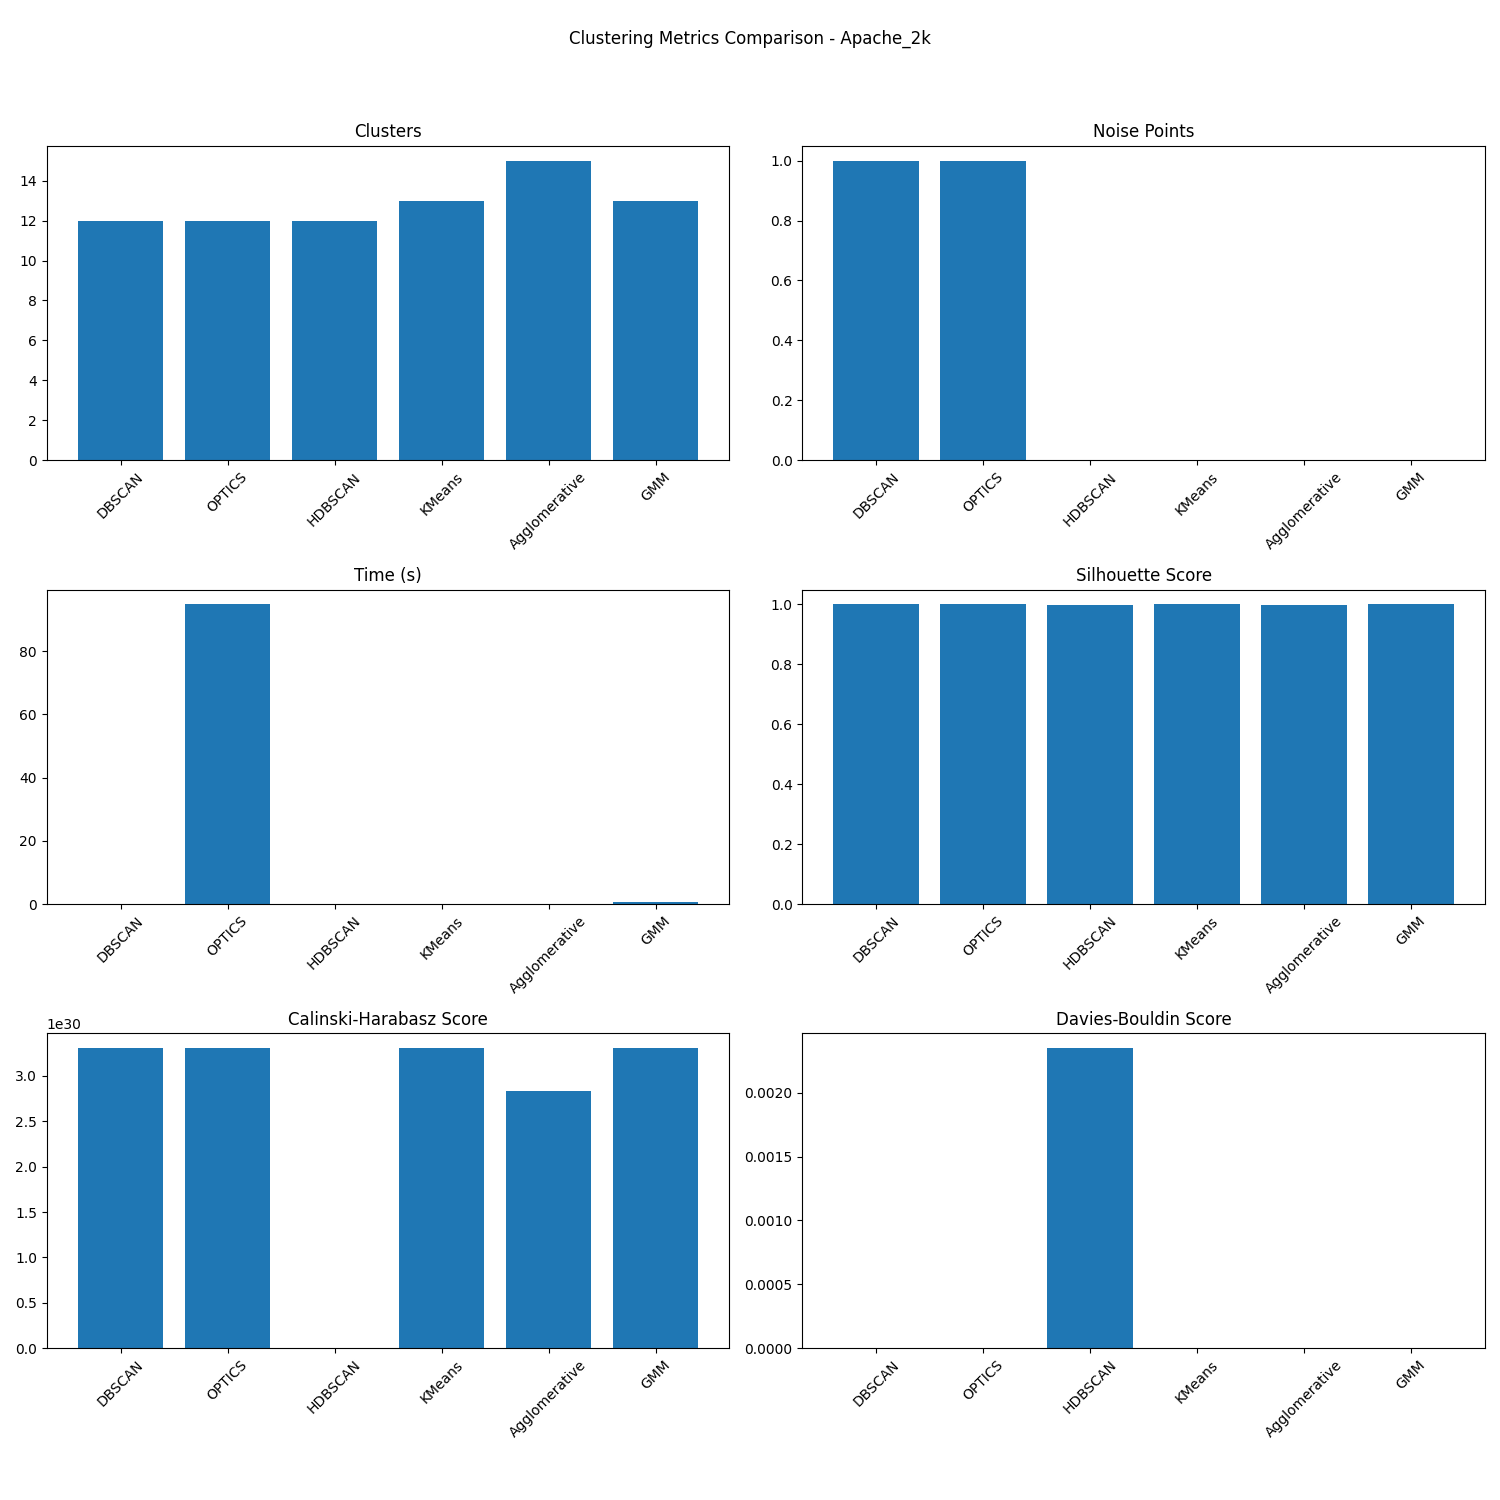 Clustering Metrics Comparison - Apache_2k
Clusters
14
12
10
8
6
4
2
0
DBSCAN
OPTICS
HDBSCAN
KMeans
Agglomerative
GMM
Noise Points
1.0
0.8
0.6
0.4
0.2
0.0
DBSCAN
OPTICS
HDBSCAN
KMeans
Agglomerative
GMM
Time (s)
80
60
40
20
0
DBSCAN
OPTICS
HDBSCAN
KMeans
Agglomerative
GMM
Silhouette Score
1.0
0.8
0.6
0.4
0.2
0.0
DBSCAN
OPTICS
HDBSCAN
KMeans
Agglomerative
GMM
Calinski-Harabasz Score
1e30
3.0
2.5
2.0
1.5
1.0
0.5
0.0
DBSCAN
OPTICS
HDBSCAN
KMeans
Agglomerative
GMM
Davies-Bouldin Score
0.0020
0.0015
0.0010
0.0005
0.0000
DBSCAN
OPTICS
HDBSCAN
KMeans
Agglomerative
GMM